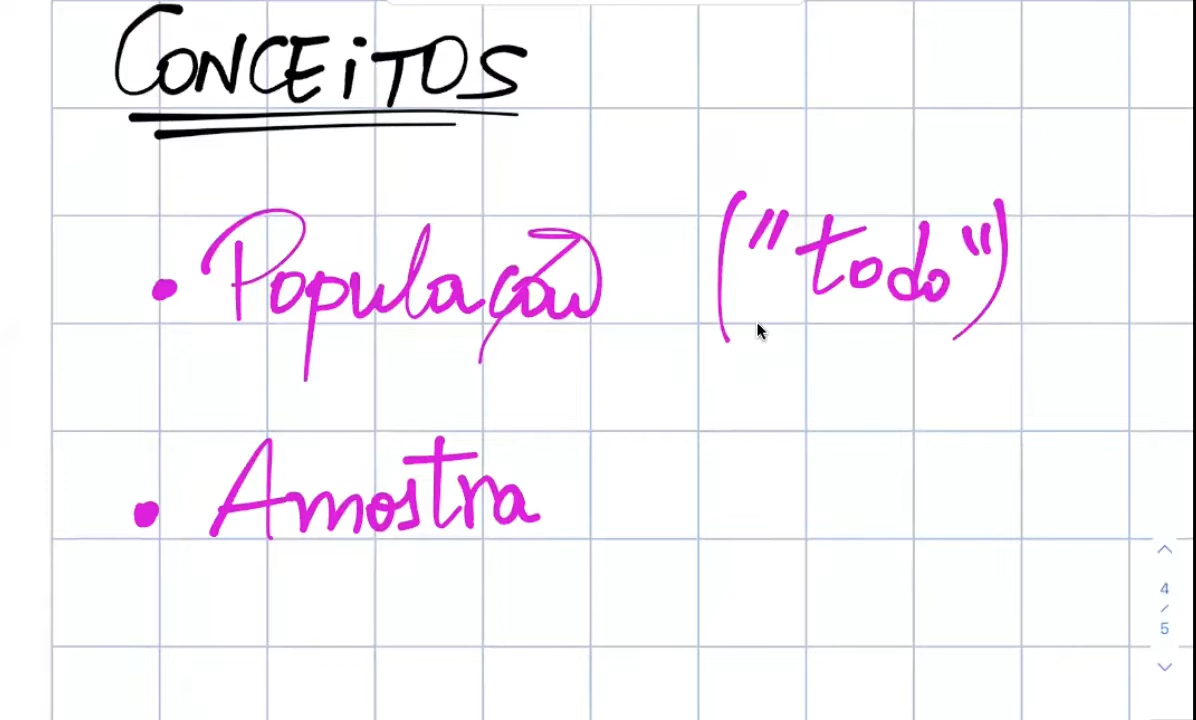 CONCEiTOS
• População ("todo")
• Amostra
4
/
5